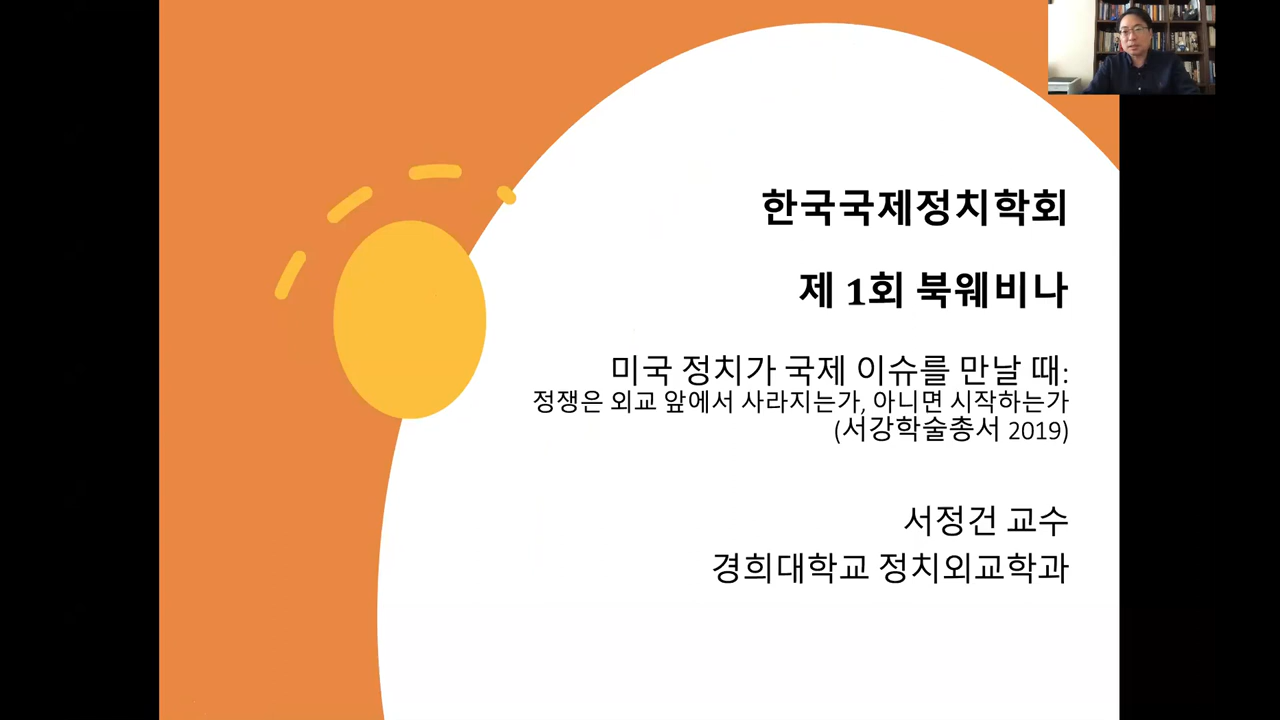 한국국제정치학회
제 1회 북웨비나
미국 정치가 국제 이슈를 만날 때:
정쟁은 외교 앞에서 사라지는가, 아니면 시작하는가
(서강학술총서 2019)
서정건 교수
경희대학교 정치외교학과